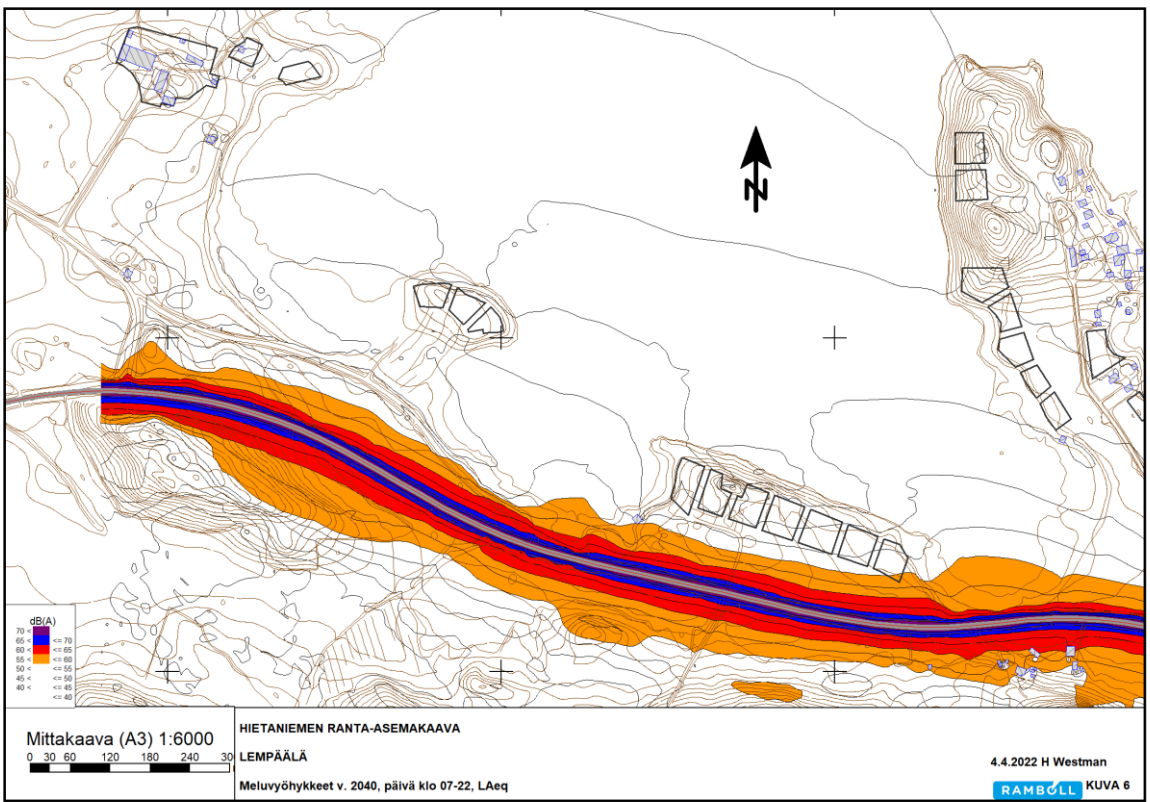 N
dB(A)
70 <
65 < <= 70
60 < <= 65
55 < <= 60
50 < <= 55
45 < <= 50
40 < <= 45
<= 40
Mittakaava (A3) 1:6000
0 30 60 120 180 240 30
HIETANIEMEN RANTA-ASEMAKAAVA
LEMPÄÄLÄ
Meluvyöhykkeet v. 2040, päivä klo 07-22, LAeq
4.4.2022 H Westman
RAMBOLL KUVA 6